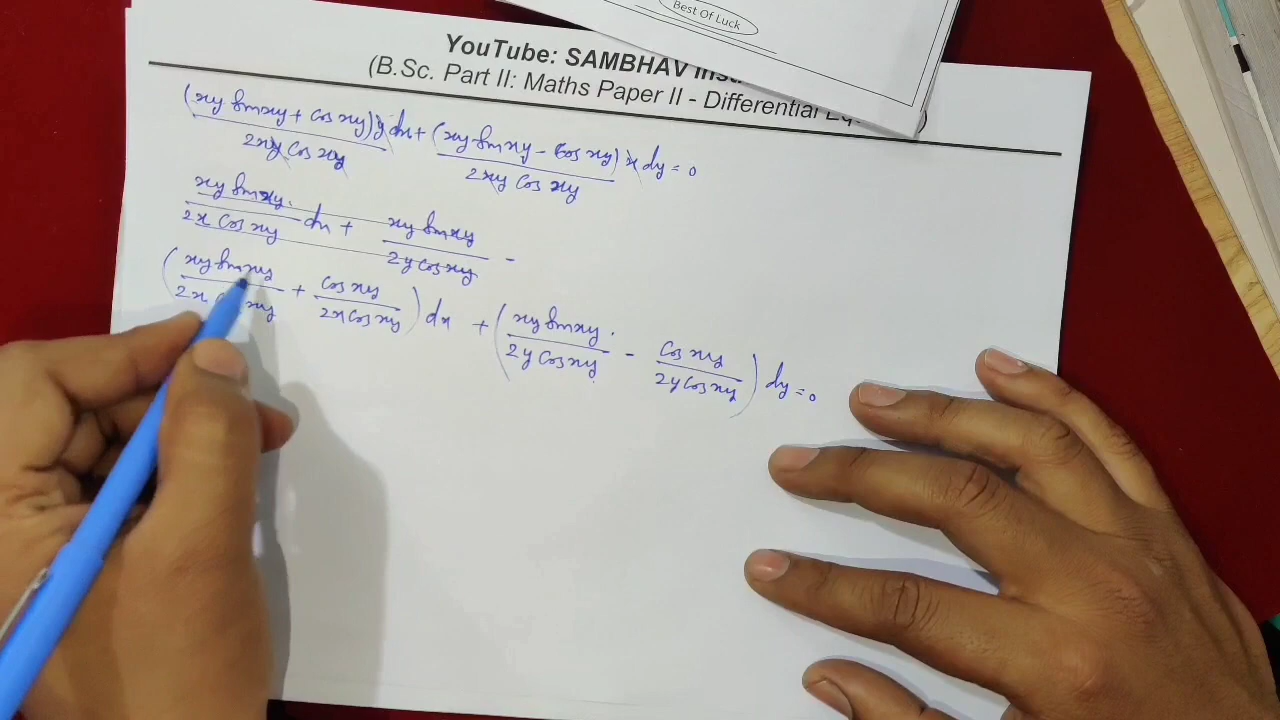 Best Of Luck
YouTube: SAMBHAV Inst
(B.Sc. Part II: Maths Paper II - Differential Eq
(xy sin xy + cos xy) y dx + (xy sin xy - cos xy) x dy = 0
2xy cos xy 2xy cos xy
xy sin xy dx + xy sin xy -
2x cos xy 2y cos xy
(xy sin xy + cos xy) dx + (xy sin xy - cos xy) dy = 0
2x xy 2x cos xy 2y cos xy 2y cos xy